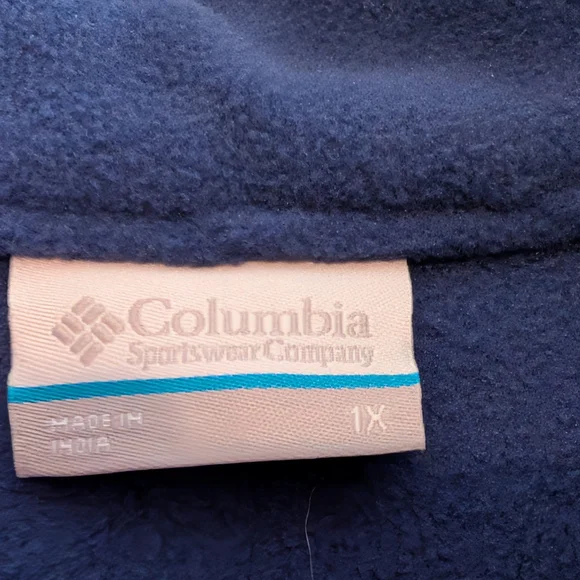 Columbia
Sportswear Company
MADE IN
INDIA
1X